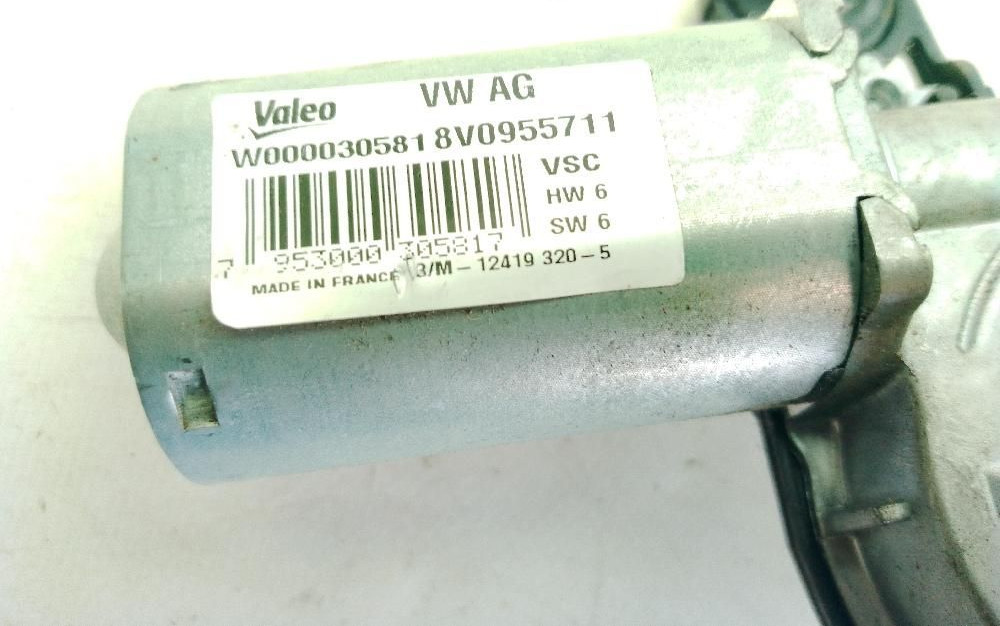 Valeo VW AG
W000030581 8V0955711
VSC
HW 6
SW 6
7 953000 305817
MADE IN FRANCE 3/M-12419 320-5